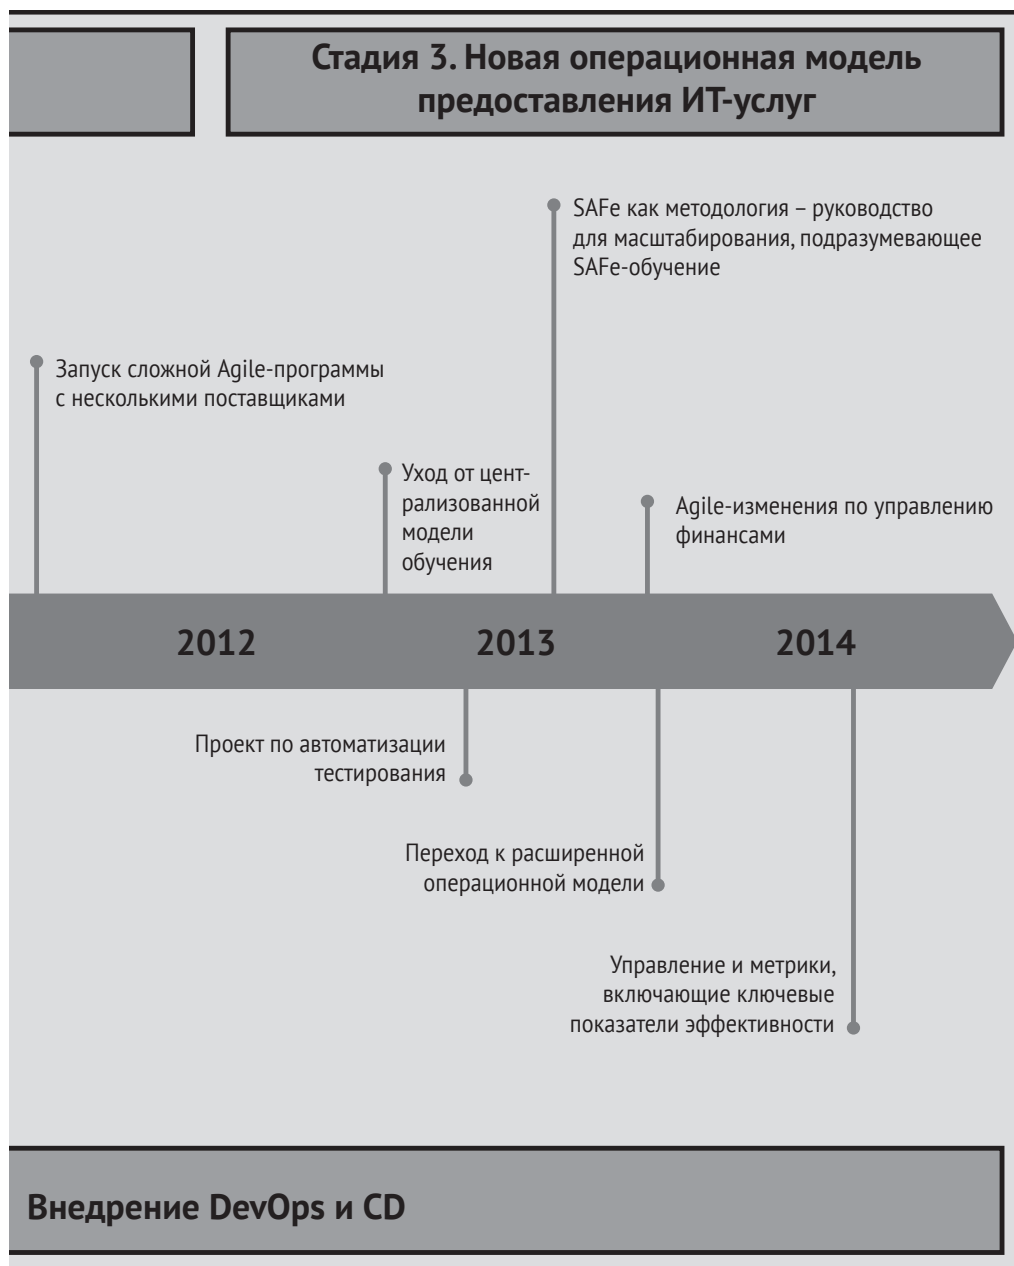 Стадия 3. Новая операционная модель
предоставления ИТ-услуг
SAFe как методология – руководство
для масштабирования, подразумевающее
SAFe-обучение
Запуск сложной Agile-программы
с несколькими поставщиками
Уход от цент-
рализованной
модели
обучения
Agile-изменения по управлению
финансами
2012
2013
2014
Проект по автоматизации
тестирования
Переход к расширенной
операционной модели
Управление и метрики,
включающие ключевые
показатели эффективности
Внедрение DevOps и CD